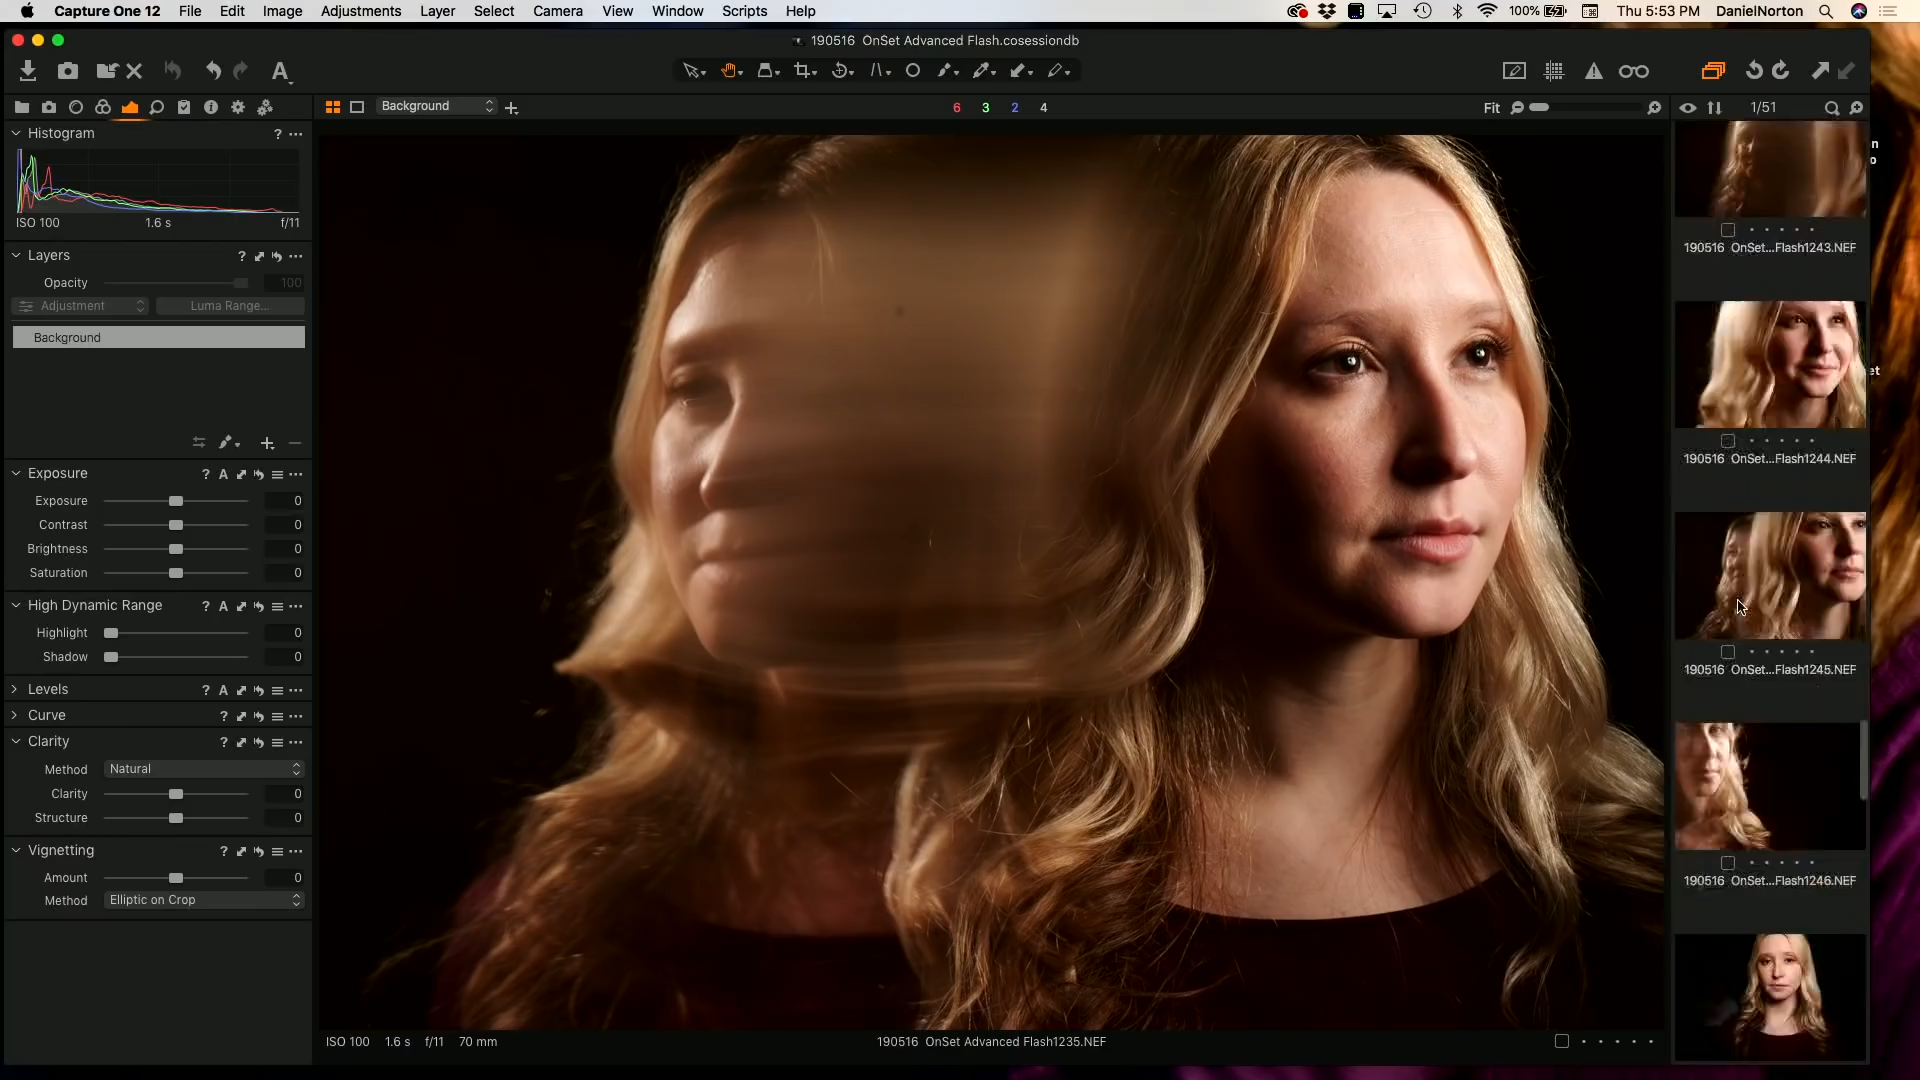 Capture One 12 File Edit Image Adjustments Layer Select Camera View Window Scripts Help 100% Thu 5:53 PM DanielNorton
190516 OnSet Advanced Flash.cosessiondb
A
Background 6 3 2 4 Fit 1/51
Histogram ?
ISO 100 1.6 s f/11
Layers ?
Opacity 100
Adjustment Luma Range...
Background
Exposure ? A
Exposure 0
Contrast 0
Brightness 0
Saturation 0
High Dynamic Range ? A
Highlight 0
Shadow 0
Levels ? A
Curve ?
Clarity ?
Method Natural
Clarity 0
Structure 0
Vignetting ?
Amount 0
Method Elliptic on Crop
ISO 100 1.6 s f/11 70 mm 190516 OnSet Advanced Flash1235.NEF
190516 OnSet...Flash1243.NEF
190516 OnSet...Flash1244.NEF
190516 OnSet...Flash1245.NEF
190516 OnSet...Flash1246.NEF
n
o
et